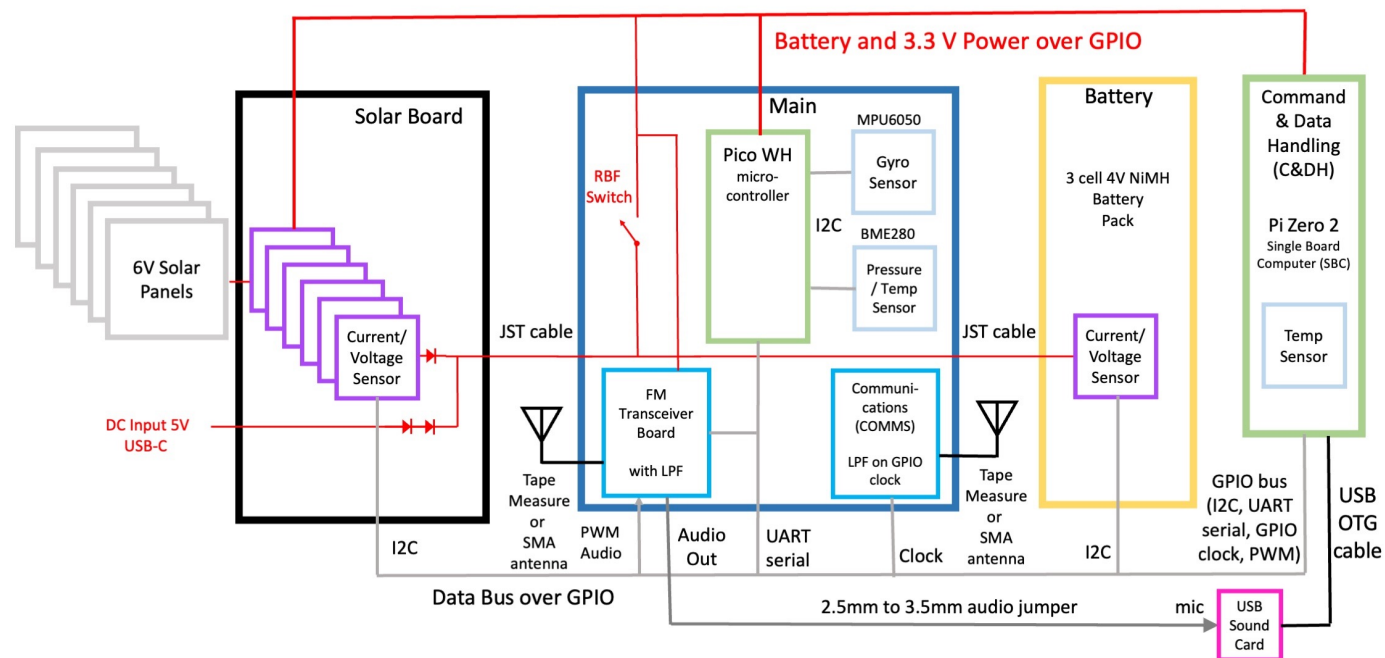 Battery and 3.3 V Power over GPIO
Solar Board
6V Solar
Panels
Current/
Voltage
Sensor
DC Input 5V
USB-C
I2C
JST cable
Main
RBF
Switch
Pico WH
micro-
controller
MPU6050
Gyro
Sensor
I2C
BME280
Pressure
/ Temp
Sensor
FM
Transceiver
Board
with LPF
Communi-
cations
(COMMS)
LPF on GPIO
clock
Tape
Measure
or
SMA
antenna
PWM
Audio
Audio
Out
UART
serial
Clock
JST cable
Tape
Measure
or
SMA
antenna
Battery
3 cell 4V NiMH
Battery
Pack
Current/
Voltage
Sensor
I2C
Command
& Data
Handling
(C&DH)
Pi Zero 2
Single Board
Computer (SBC)
Temp
Sensor
GPIO bus
(I2C, UART
serial, GPIO
clock, PWM)
USB
OTG
cable
Data Bus over GPIO
2.5mm to 3.5mm audio jumper
mic
USB
Sound
Card